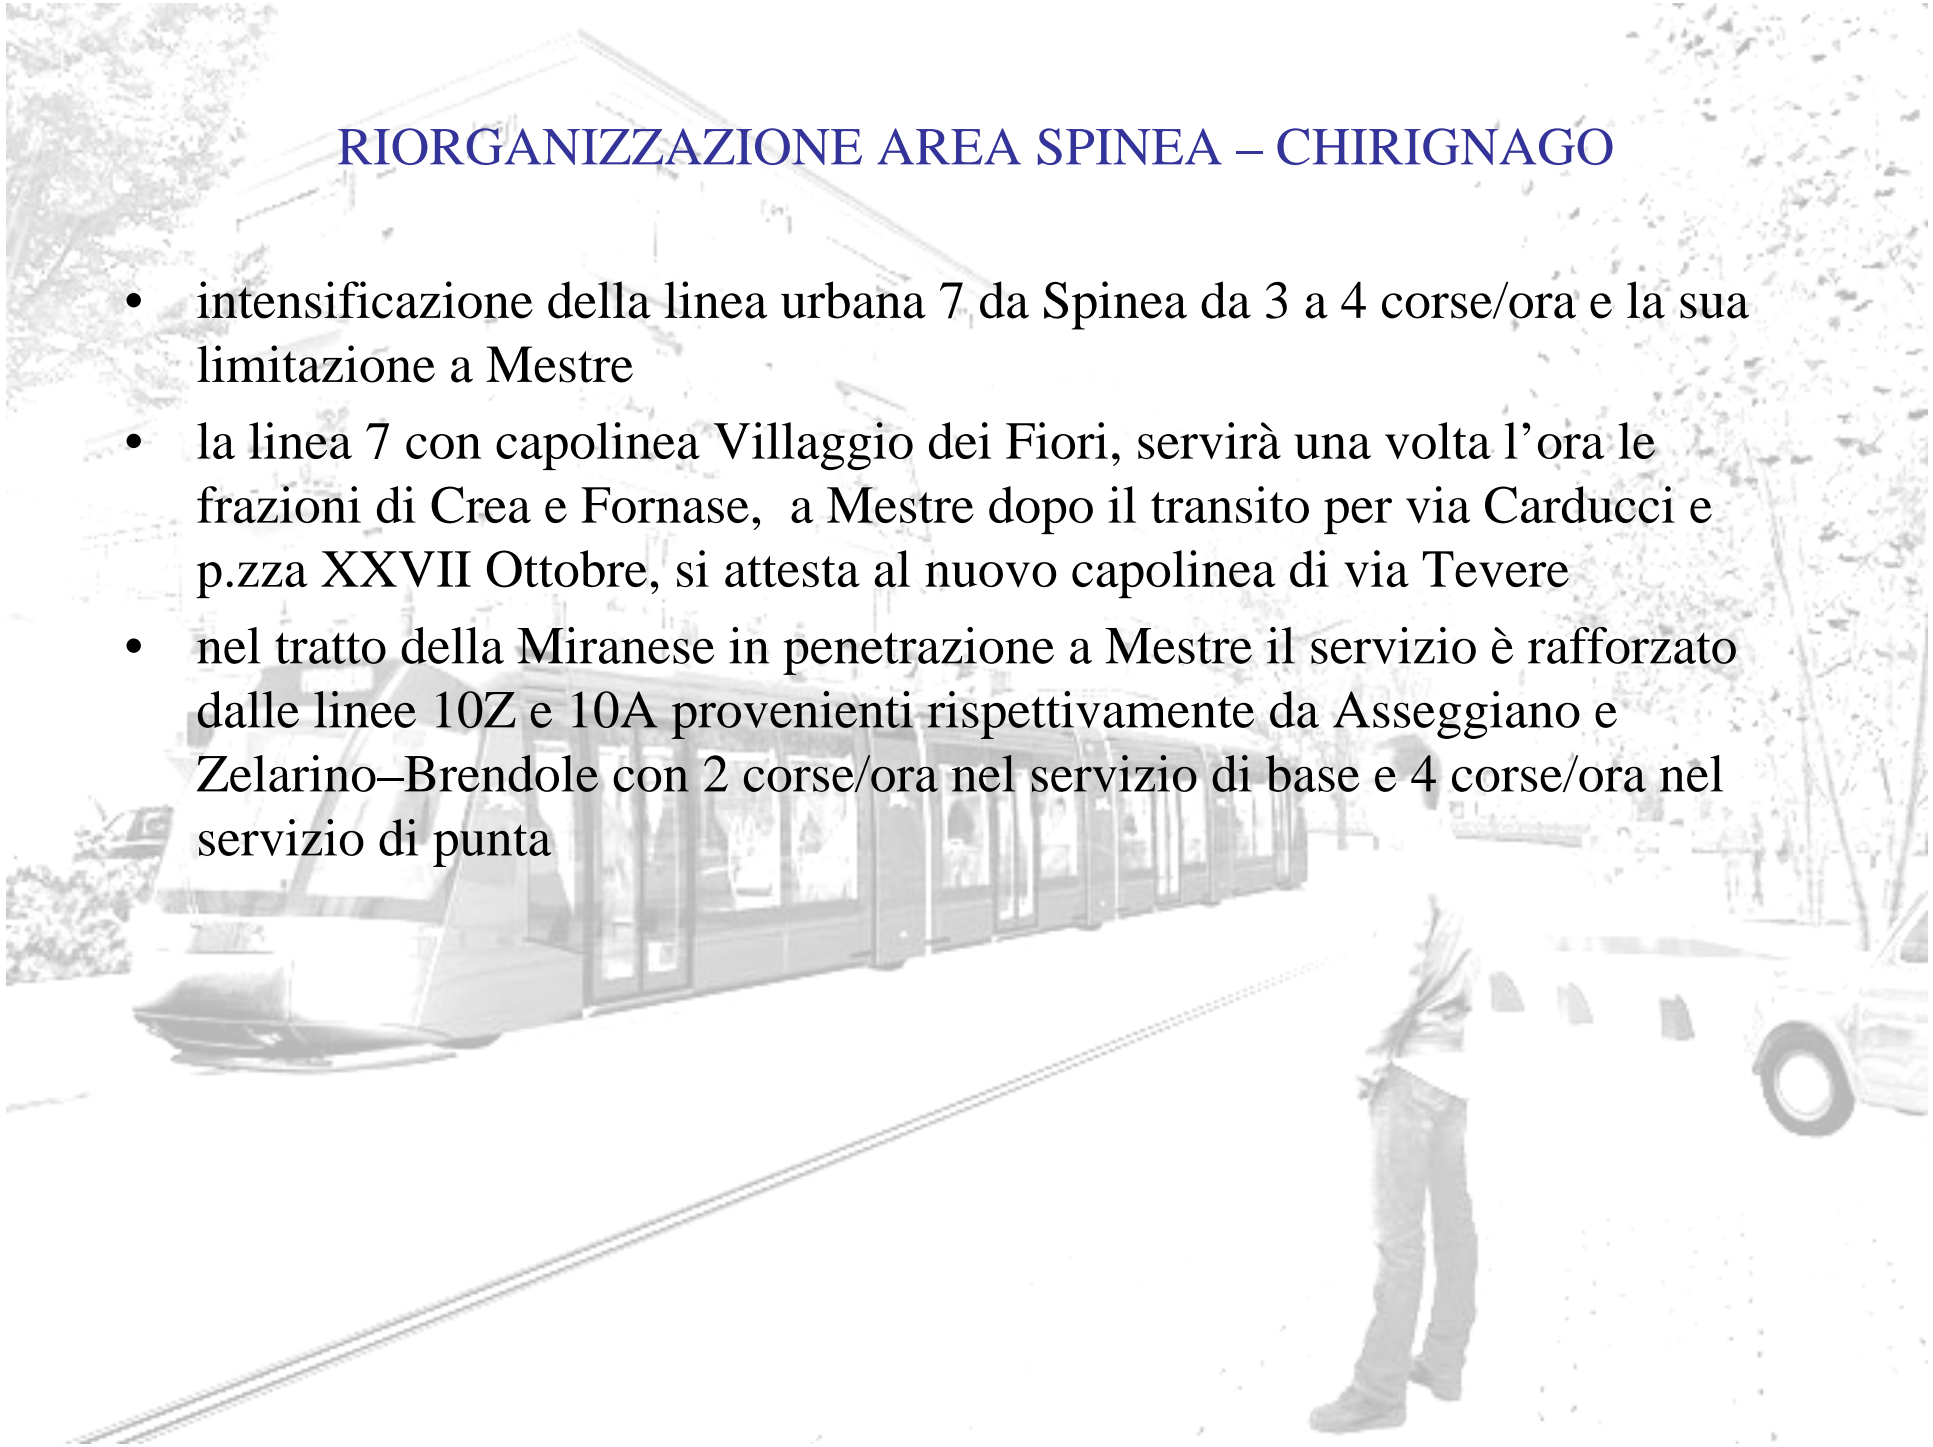 RIORGANIZZAZIONE AREA SPINEA – CHIRIGNAGO
• intensificazione della linea urbana 7 da Spinea da 3 a 4 corse/ora e la sua
limitazione a Mestre
• la linea 7 con capolinea Villaggio dei Fiori, servirà una volta l’ora le
frazioni di Crea e Fornase,  a Mestre dopo il transito per via Carducci e
p.zza XXVII Ottobre, si attesta al nuovo capolinea di via Tevere
• nel tratto della Miranese in penetrazione a Mestre il servizio è rafforzato
dalle linee 10Z e 10A provenienti rispettivamente da Asseggiano e
Zelarino–Brendole con 2 corse/ora nel servizio di base e 4 corse/ora nel
servizio di punta